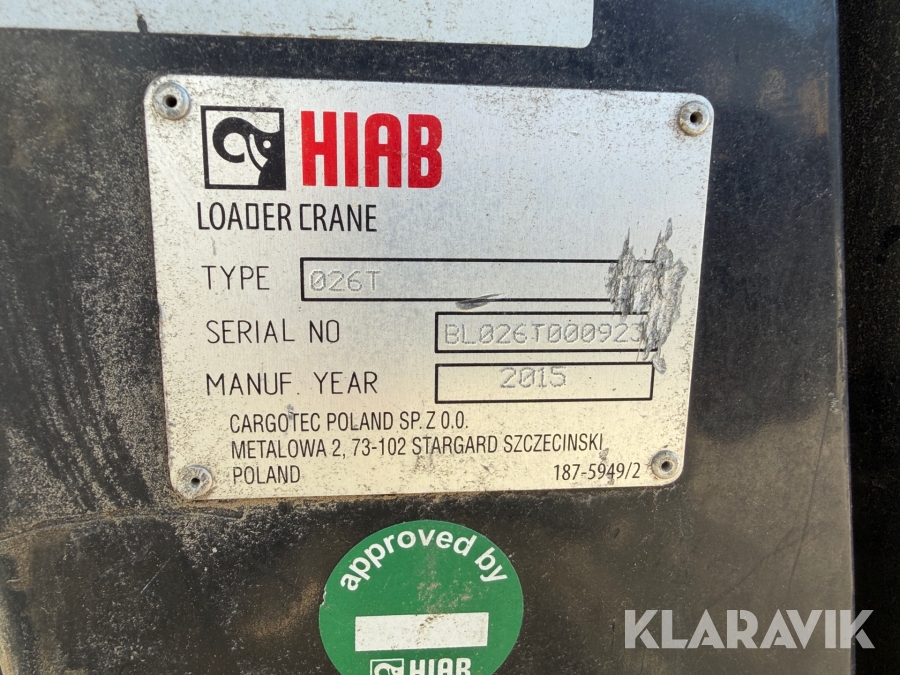 HIAB
LOADER CRANE
TYPE 026T
SERIAL NO
MANUF. YEAR 2015
CARGOTEC POLAND SP. Z O.O.
METALOWA 2, 73-102 STARGARD SZCZECINSKI
POLAND 187-5949/2
approved by
HIAB
KLARAVIK